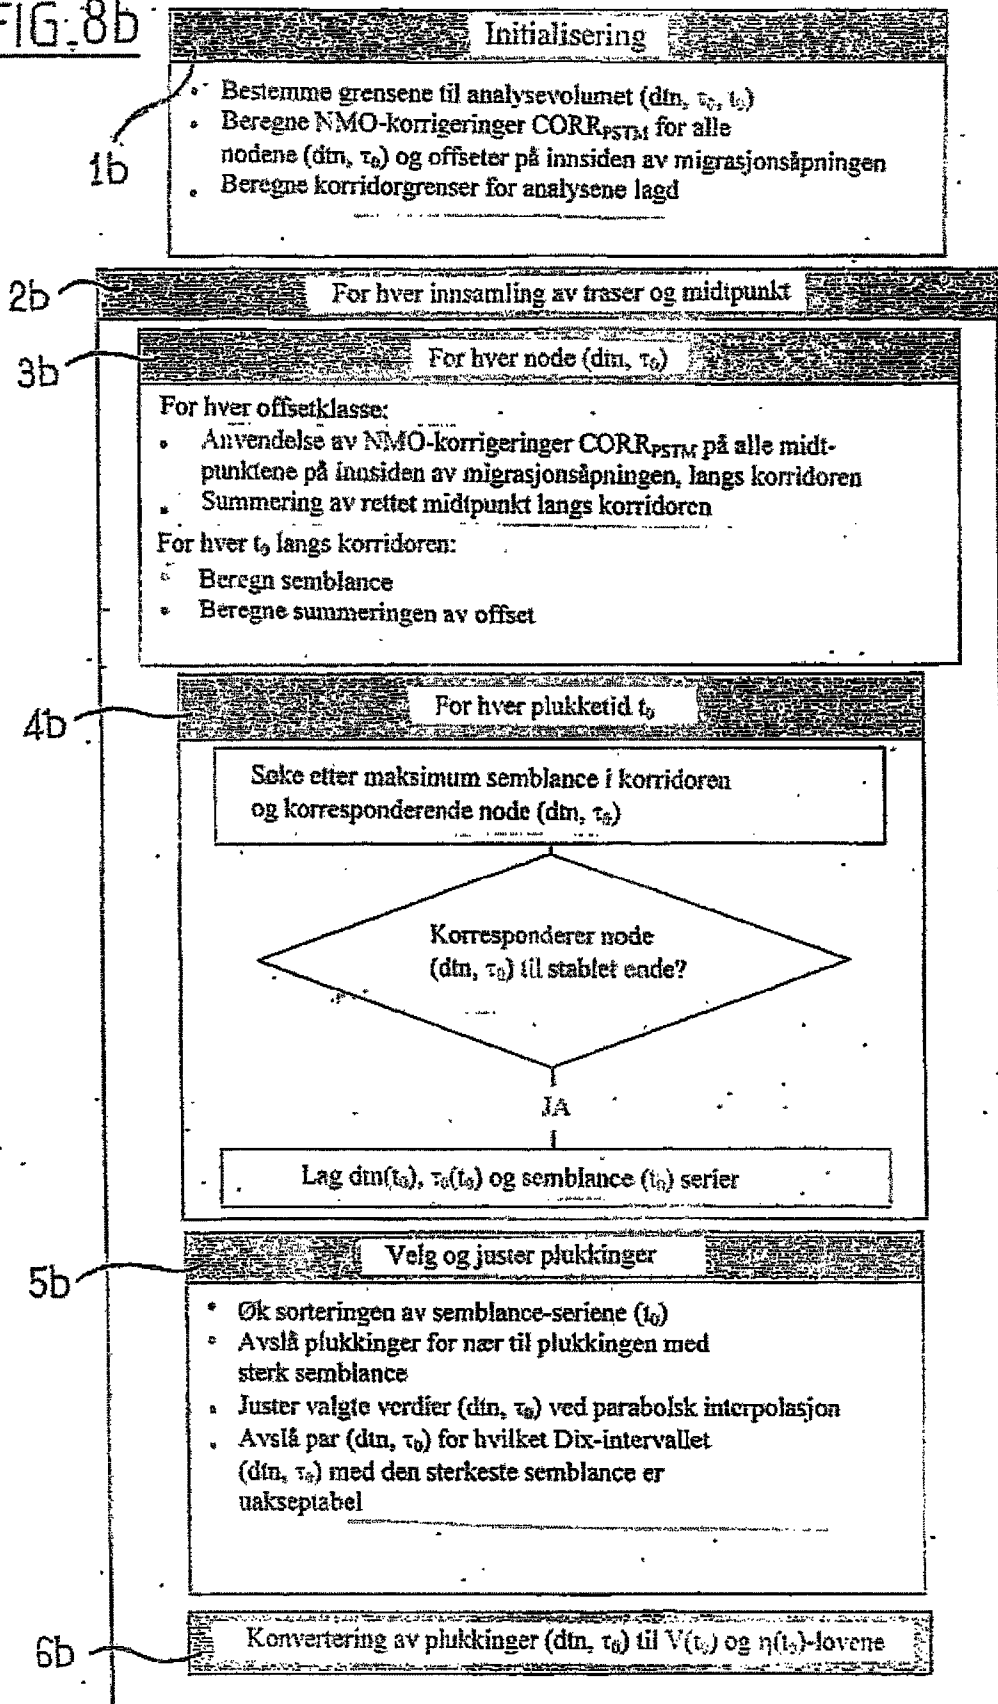 FIG_8b
Initialisering
• Bestemme grensene til analysevolumet (dtn, τ₀, t₀)
• Beregne NMO-korrigeringer CORR_PSTM for alle
nodene (dtn, τ₀) og offseter på innsiden av migrasjonsåpningen
• Beregne korridorgrenser for analysene lagd
1b
2b
For hver innsamling av traser og midtpunkt
3b
For hver node (dtn, τ₀)
For hver offsetklasse:
• Anvendelse av NMO-korrigeringer CORR_PSTM på alle midt-
punktene på innsiden av migrasjonsåpningen, langs korridoren
• Summering av rettet midtpunkt langs korridoren
For hver t₀ langs korridoren:
• Beregn semblance
• Beregne summeringen av offset
4b
For hver plukketid t₀
Søke etter maksimum semblance i korridoren
og korresponderende node (dtn, τ₀)
Korresponderer node
(dtn, τ₀) til stablet ende?
JA
Lag dtn(t₀), τ₀(t₀) og semblance (t₀) serier
5b
Velg og juster plukkinger
• Øk sorteringen av semblance-seriene (t₀)
• Avslå plukkinger for nær til plukkingen med
sterk semblance
• Juster valgte verdier (dtn, τ₀) ved parabolsk interpolasjon
• Avslå par (dtn, τ₀) for hvilket Dix-intervallet
(dtn, τ₀) med den sterkeste semblance er
uakseptabel
6b
Konvertering av plukkinger (dtn, τ₀) til V(t₀) og η(t₀)-lovene